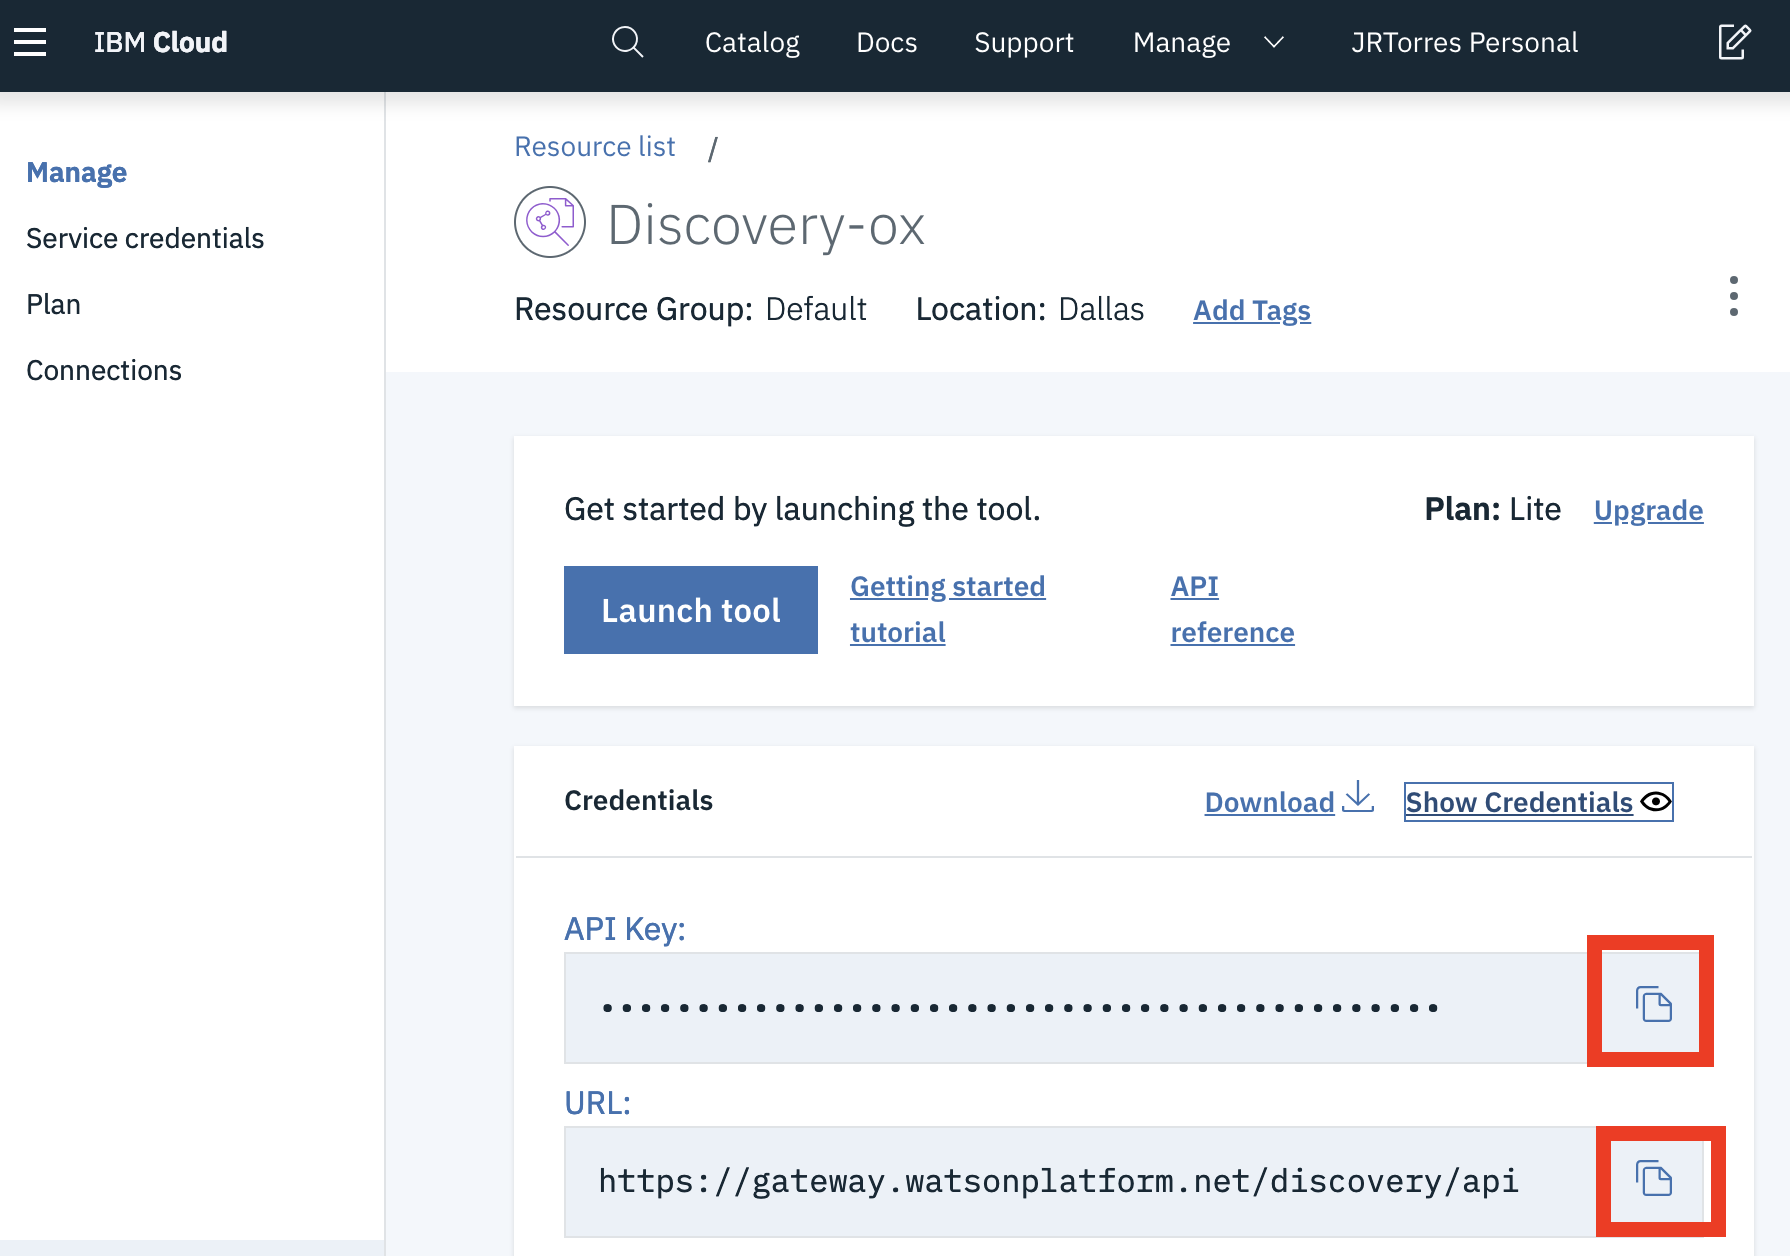 IBM Cloud
Catalog
Docs
Support
Manage
JRTorres Personal
Manage
Service credentials
Plan
Connections
Resource list /
Discovery-ox
Resource Group: Default Location: Dallas Add Tags
Get started by launching the tool.
Plan: Lite Upgrade
Launch tool
Getting started
tutorial
API
reference
Credentials
Download
Show Credentials
API Key:
••••••••••••••••••••••••••••••••••••••••••••
URL:
https://gateway.watsonplatform.net/discovery/api